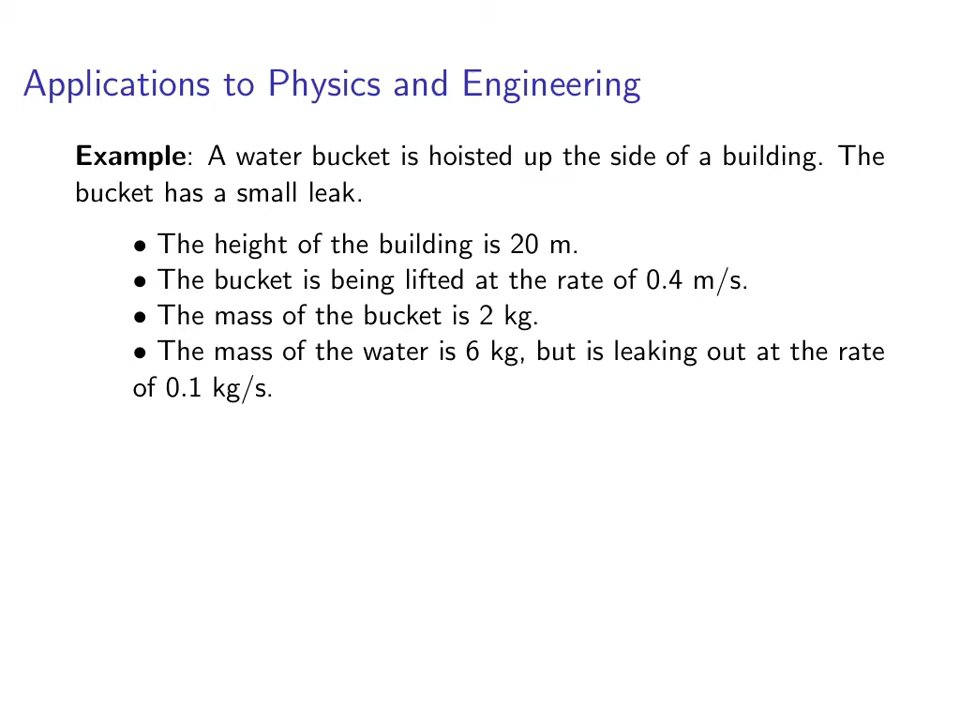 Applications to Physics and Engineering
Example: A water bucket is hoisted up the side of a building. The
bucket has a small leak.
• The height of the building is 20 m.
• The bucket is being lifted at the rate of 0.4 m/s.
• The mass of the bucket is 2 kg.
• The mass of the water is 6 kg, but is leaking out at the rate
of 0.1 kg/s.